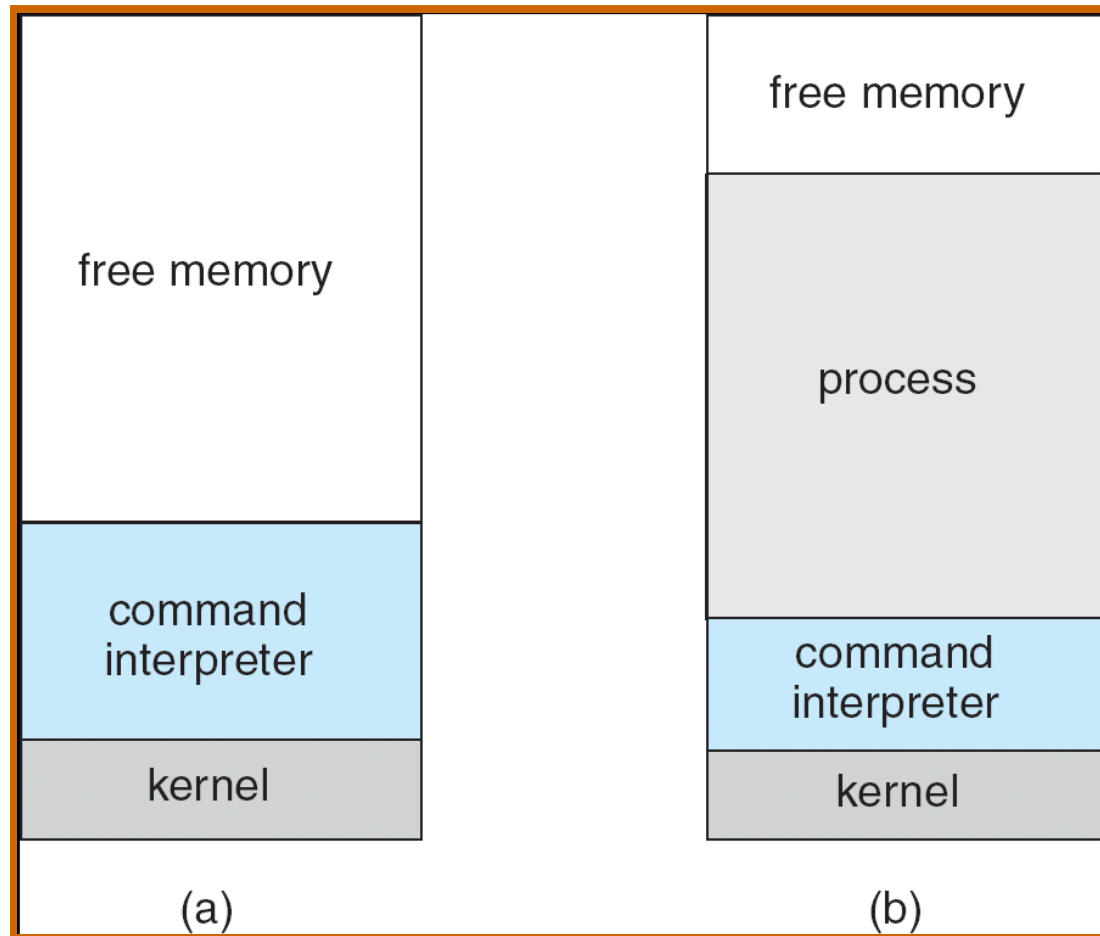 free memory
command
interpreter
kernel
(a)
free memory
process
command
interpreter
kernel
(b)